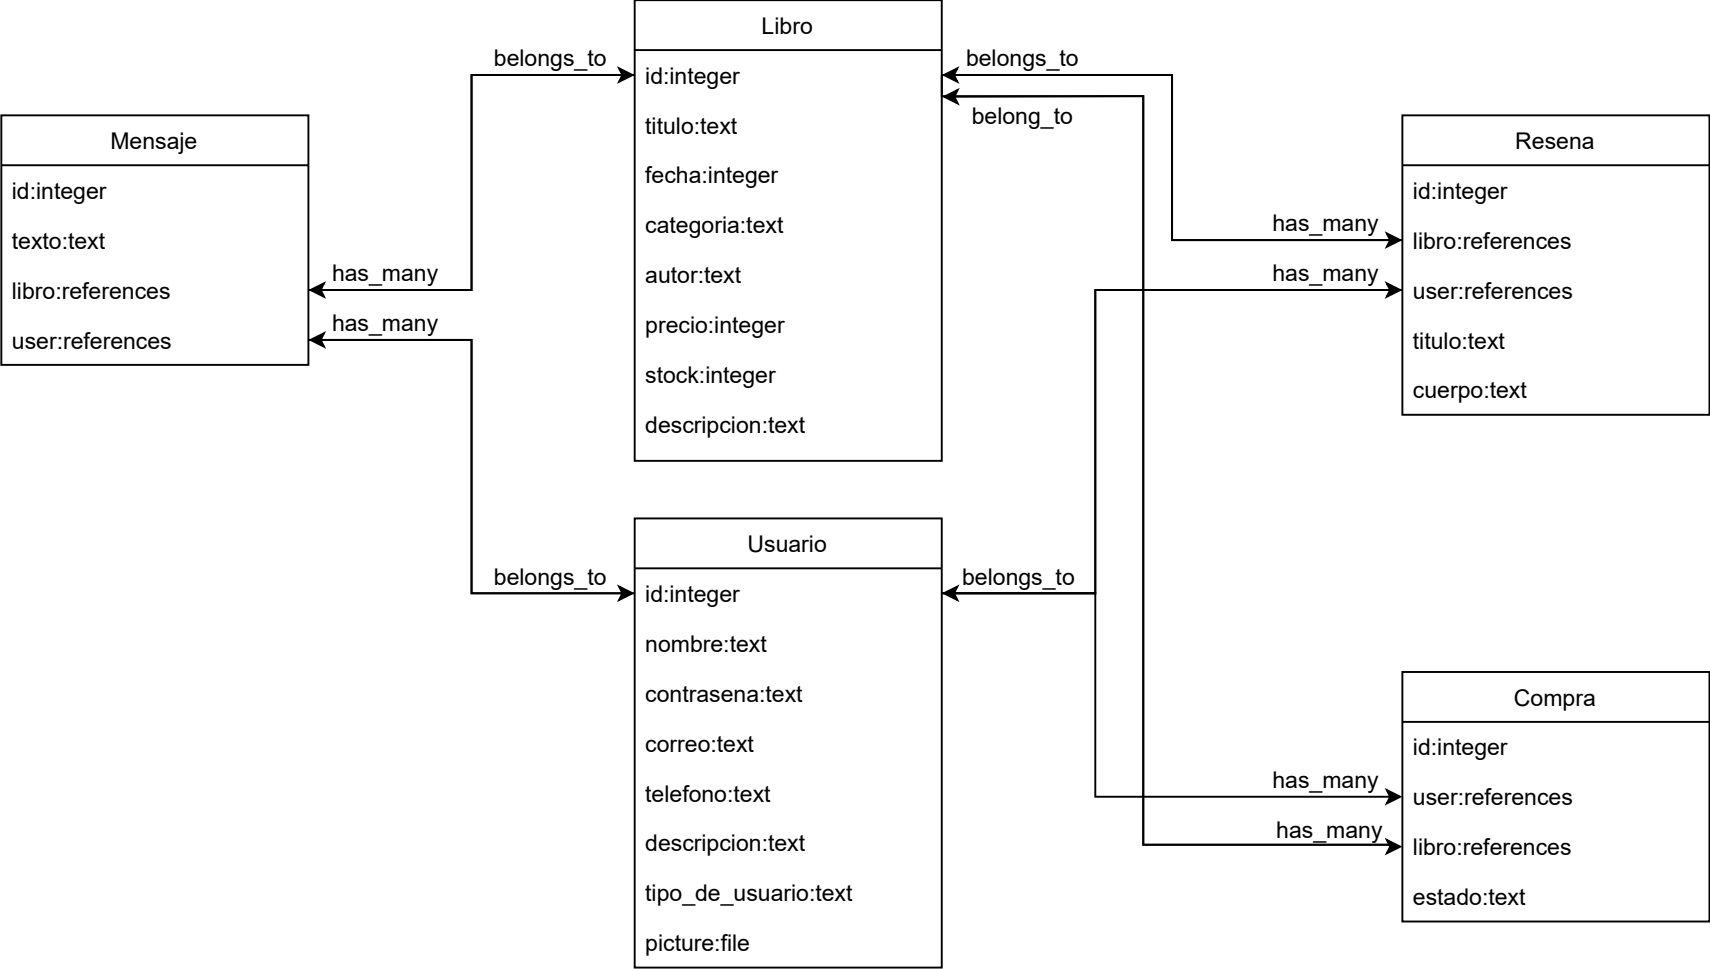 Libro
id:integer
titulo:text
fecha:integer
categoria:text
autor:text
precio:integer
stock:integer
descripcion:text
belongs_to
belongs_to
belong_to
Mensaje
id:integer
texto:text
libro:references
user:references
has_many
has_many
Resena
id:integer
libro:references
user:references
titulo:text
cuerpo:text
has_many
has_many
Usuario
id:integer
nombre:text
contrasena:text
correo:text
telefono:text
descripcion:text
tipo_de_usuario:text
picture:file
belongs_to
belongs_to
Compra
id:integer
user:references
libro:references
estado:text
has_many
has_many